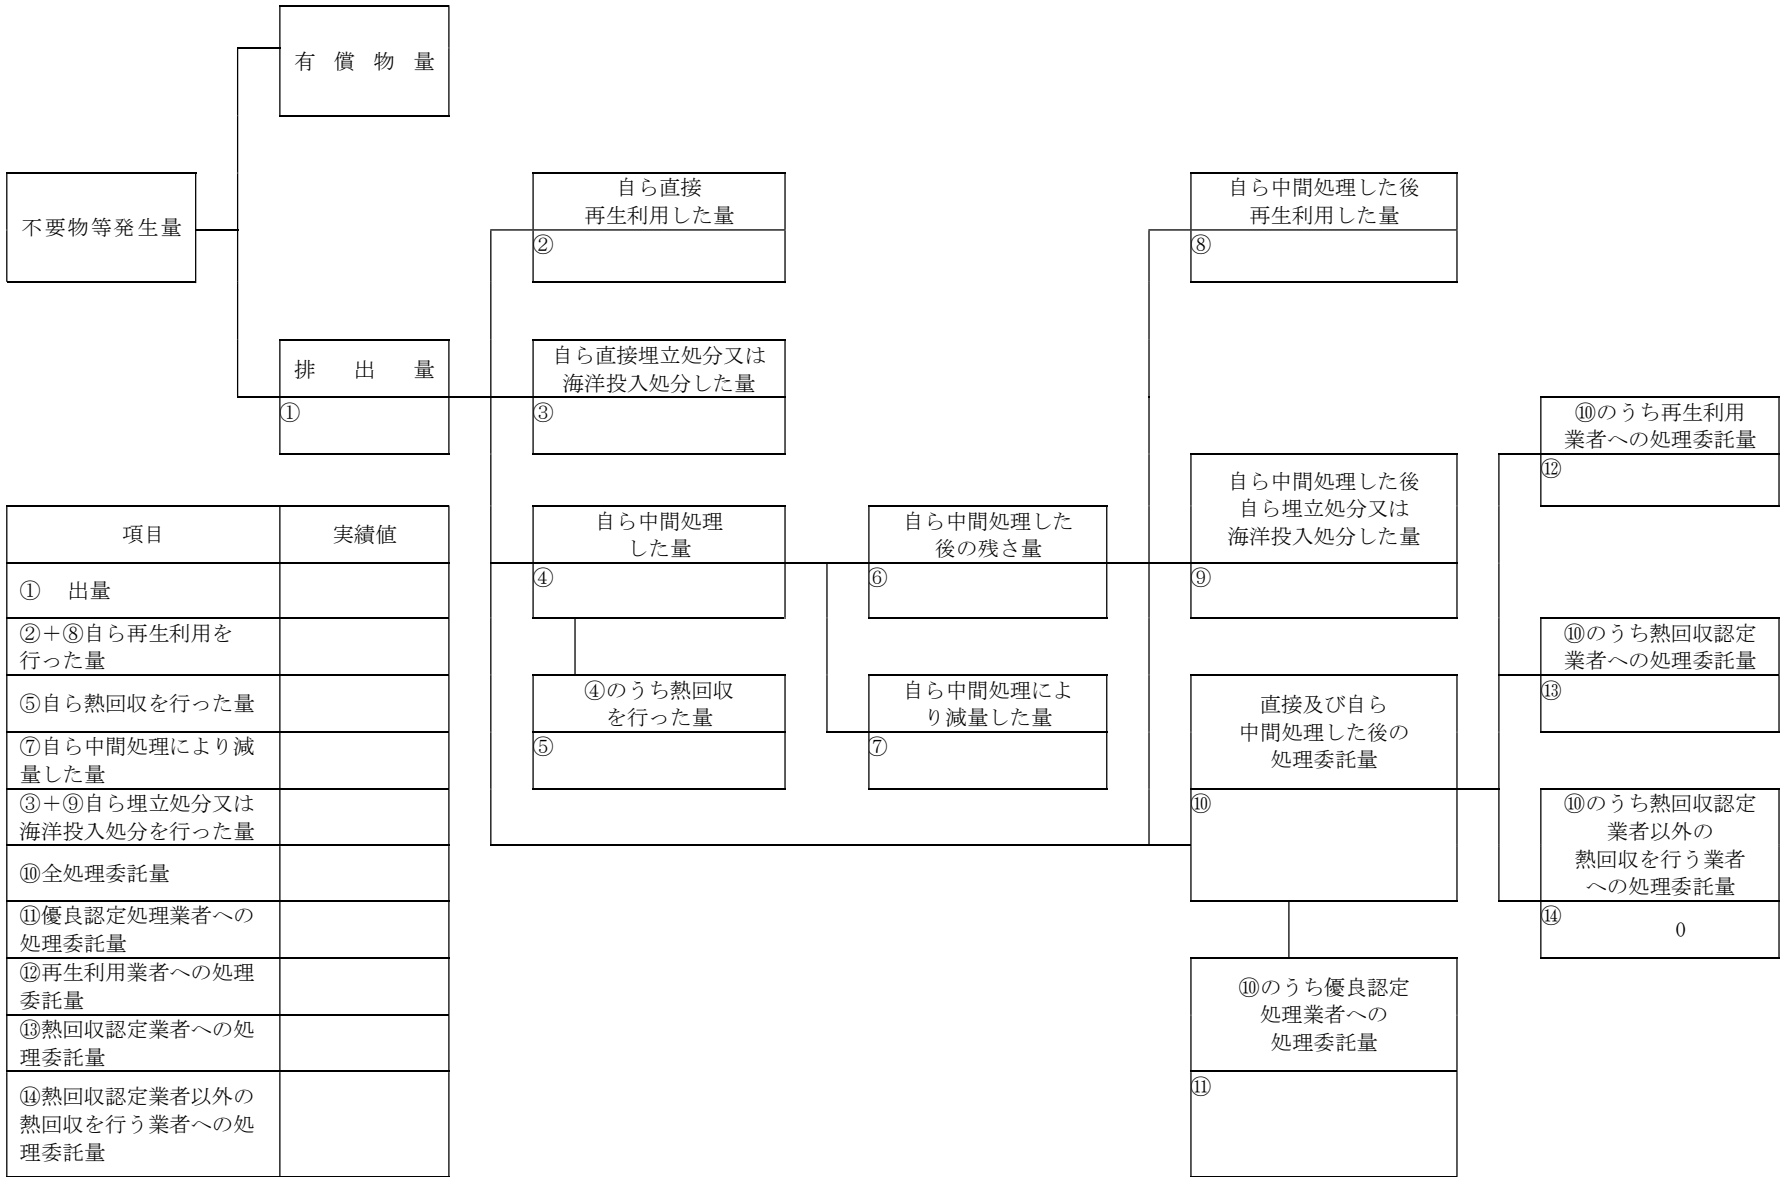 有償物量
不要物等発生量
排出量
①
自ら直接
再生利用した量
②
自ら直接埋立処分又は
海洋投入処分した量
③
自ら中間処理
した量
④
④のうち熱回収
を行った量
⑤
自ら中間処理した
後の残さ量
⑥
自ら中間処理によ
り減量した量
⑦
自ら中間処理した後
再生利用した量
⑧
自ら中間処理した後
自ら埋立処分又は
海洋投入処分した量
⑨
直接及び自ら
中間処理した後の
処理委託量
⑩
⑩のうち優良認定
処理業者への
処理委託量
⑪
⑩のうち再生利用
業者への処理委託量
⑫
⑩のうち熱回収認定
業者への処理委託量
⑬
⑩のうち熱回収認定
業者以外の
熱回収を行う業者
への処理委託量
⑭ 0
項目 実績値
① 出量
②+⑧自ら再生利用を
行った量
⑤自ら熱回収を行った量
⑦自ら中間処理により減
量した量
③+⑨自ら埋立処分又は
海洋投入処分を行った量
⑩全処理委託量
⑪優良認定処理業者への
処理委託量
⑫再生利用業者への処理
委託量
⑬熱回収認定業者への処
理委託量
⑭熱回収認定業者以外の
熱回収を行う業者への処
理委託量